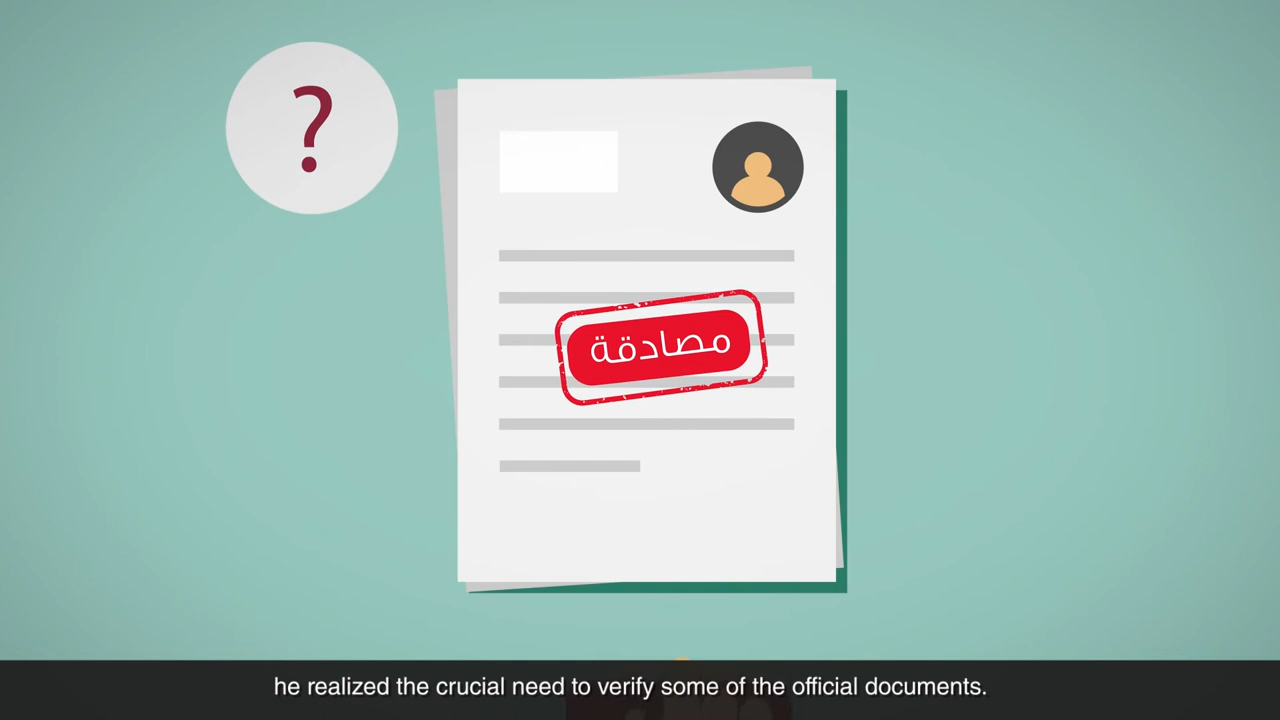 ?
مصادقة
he realized the crucial need to verify some of the official documents.